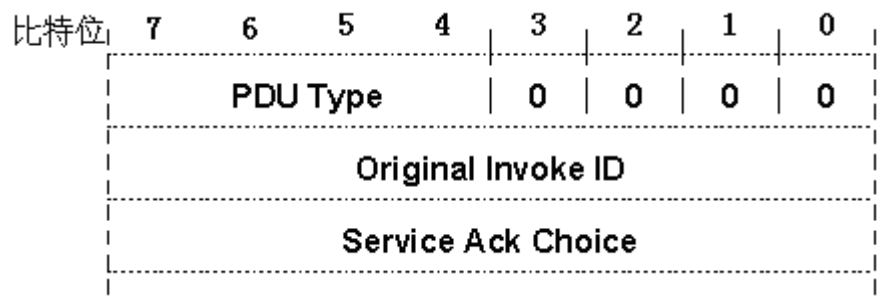 比特位 7 6 5 4 3 2 1 0
PDU Type 0 0 0 0
Original Invoke ID
Service Ack Choice